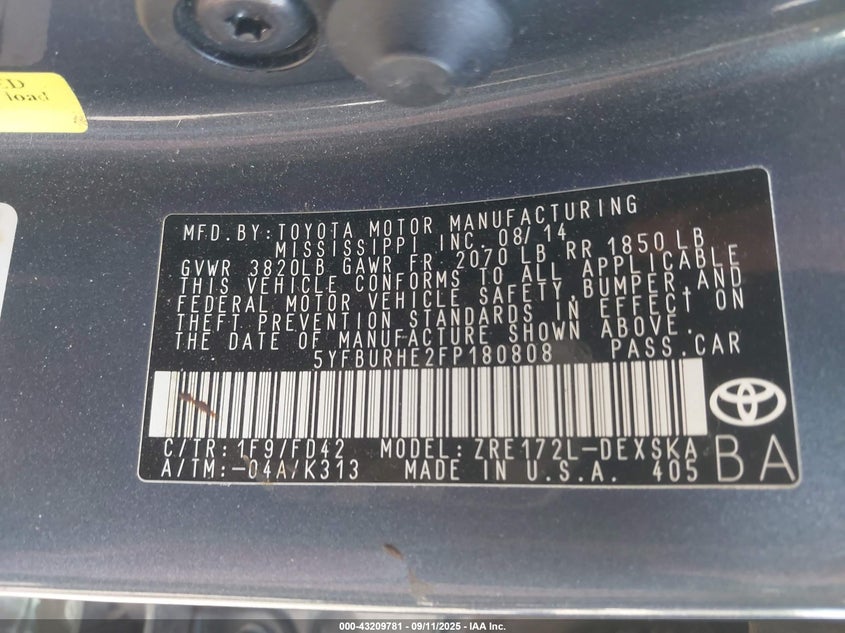 ED
load
MFD. BY: TOYOTA MOTOR MANUFACTURING
MISSISSIPPI INC. 08/14
GVWR 3820LB GAWR FR. 2070 LB RR 1850 LB
THIS VEHICLE CONFORMS TO ALL APPLICABLE
FEDERAL MOTOR VEHICLE SAFETY,BUMPER,AND
THEFT PREVENTION STANDARDS IN EFFECT ON
THE DATE OF MANUFACTURE SHOWN ABOVE.
5YFBURHE2FP180808 PASS.CAR
C/TR: 1F9/FD42 MODEL: ZRE172L-DEXSKA
A/TM:-04A/K313 MADE IN U.S.A. 405
BA
000-43209781 - 09/11/2025 - IAA Inc.